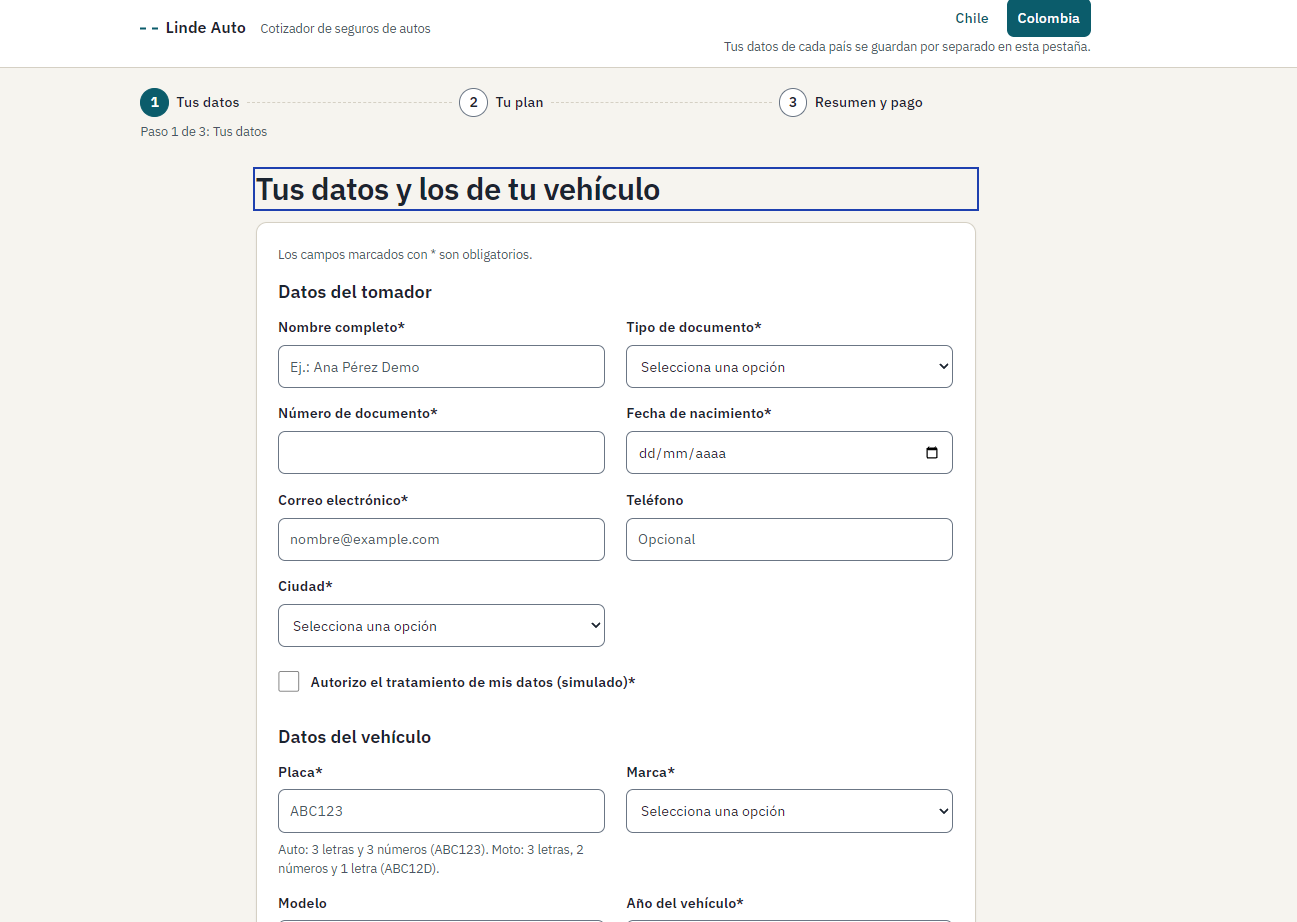 -- Linde Auto
Cotizador de seguros de autos
Chile
Colombia
Tus datos de cada país se guardan por separado en esta pestaña.
1 Tus datos
2 Tu plan
3 Resumen y pago
Paso 1 de 3: Tus datos
Tus datos y los de tu vehículo
Los campos marcados con * son obligatorios.
Datos del tomador
Nombre completo*
Tipo de documento*
Ej.: Ana Pérez Demo
Selecciona una opción
Número de documento*
Fecha de nacimiento*
dd/mm/aaaa
Correo electrónico*
Teléfono
nombre@example.com
Opcional
Ciudad*
Selecciona una opción
Autorizo el tratamiento de mis datos (simulado)*
Datos del vehículo
Placa*
Marca*
ABC123
Selecciona una opción
Auto: 3 letras y 3 números (ABC123). Moto: 3 letras, 2
números y 1 letra (ABC12D).
Modelo
Año del vehículo*